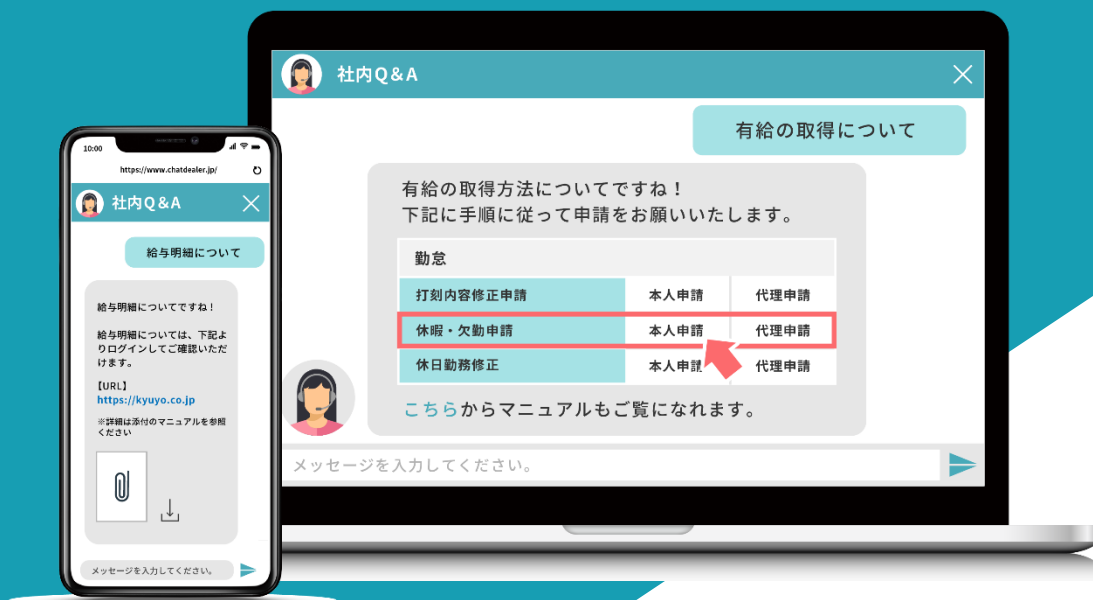 社内Q&A
有給の取得について
有給の取得方法についてですね!
下記に手順に従って申請をお願いいたします。
勤怠
打刻内容修正申請 本人申請 代理申請
休暇・欠勤申請 本人申請 代理申請
休日勤務修正 本人申請 代理申請
こちらからマニュアルもご覧になれます。
メッセージを入力してください。
10:00
https://www.chatdealer.jp/
社内Q&A
給与明細について
給与明細についてですね!
給与明細については、下記よ
りログインしてご確認いただ
けます。
【URL】
https://kyuyo.co.jp
※詳細は添付のマニュアルを参照
ください
メッセージを入力してください。